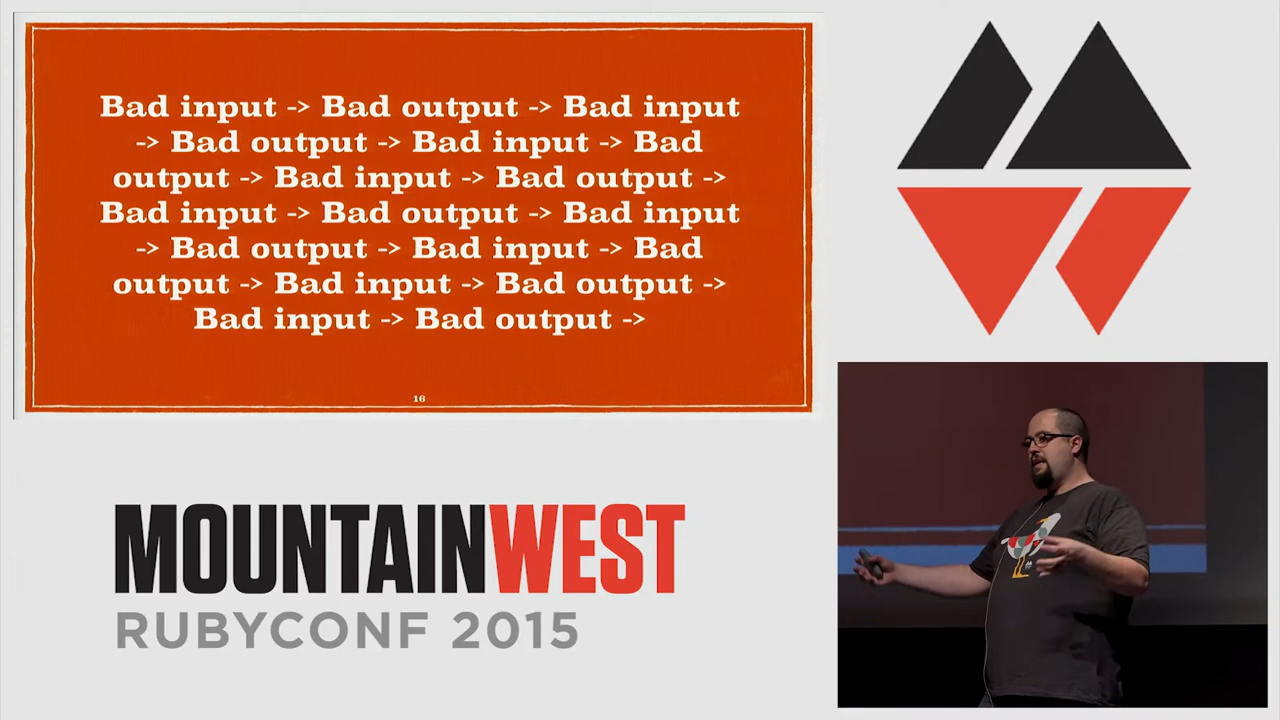 Bad input -> Bad output -> Bad input
-> Bad output -> Bad input -> Bad
output -> Bad input -> Bad output ->
Bad input -> Bad output -> Bad input
-> Bad output -> Bad input -> Bad
output -> Bad input -> Bad output ->
Bad input -> Bad output ->
16
MOUNTAINWEST
RUBYCONF 2015